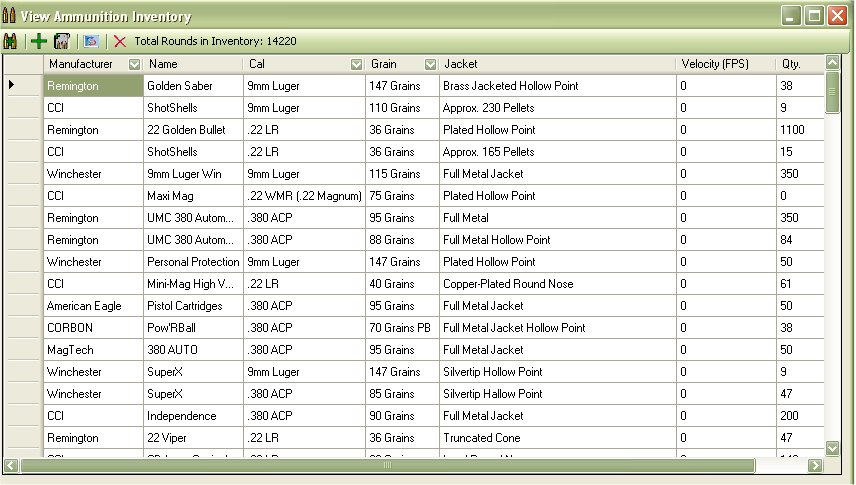 View Ammunition Inventory
Total Rounds in Inventory: 14220
Manufacturer Name Cal Grain Jacket Velocity (FPS) Qty.
Remington Golden Saber 9mm Luger 147 Grains Brass Jacketed Hollow Point 0 38
CCI ShotShells 9mm Luger 110 Grains Approx. 230 Pellets 0 9
Remington 22 Golden Bullet .22 LR 36 Grains Plated Hollow Point 0 1100
CCI ShotShells .22 LR 36 Grains Approx. 165 Pellets 0 15
Winchester 9mm Luger Win 9mm Luger 115 Grains Full Metal Jacket 0 350
CCI Maxi Mag .22 WMR (.22 Magnum) 75 Grains Plated Hollow Point 0 0
Remington UMC 380 Autom... .380 ACP 95 Grains Full Metal 0 350
Remington UMC 380 Autom... .380 ACP 88 Grains Full Metal Hollow Point 0 84
Winchester Personal Protection 9mm Luger 147 Grains Plated Hollow Point 0 50
CCI Mini-Mag High V... .22 LR 40 Grains Copper-Plated Round Nose 0 61
American Eagle Pistol Cartridges .380 ACP 95 Grains Full Metal Jacket 0 50
CORBON Pow'RBall .380 ACP 70 Grains PB Full Metal Jacket Hollow Point 0 38
MagTech 380 AUTO .380 ACP 95 Grains Full Metal Jacket 0 50
Winchester SuperX 9mm Luger 147 Grains Silvertip Hollow Point 0 9
Winchester SuperX .380 ACP 85 Grains Silvertip Hallow Point 0 47
CCI Independence .380 ACP 90 Grains Full Metal Jacket 0 200
Remington 22 Viper .22 LR 36 Grains Truncated Cone 0 47